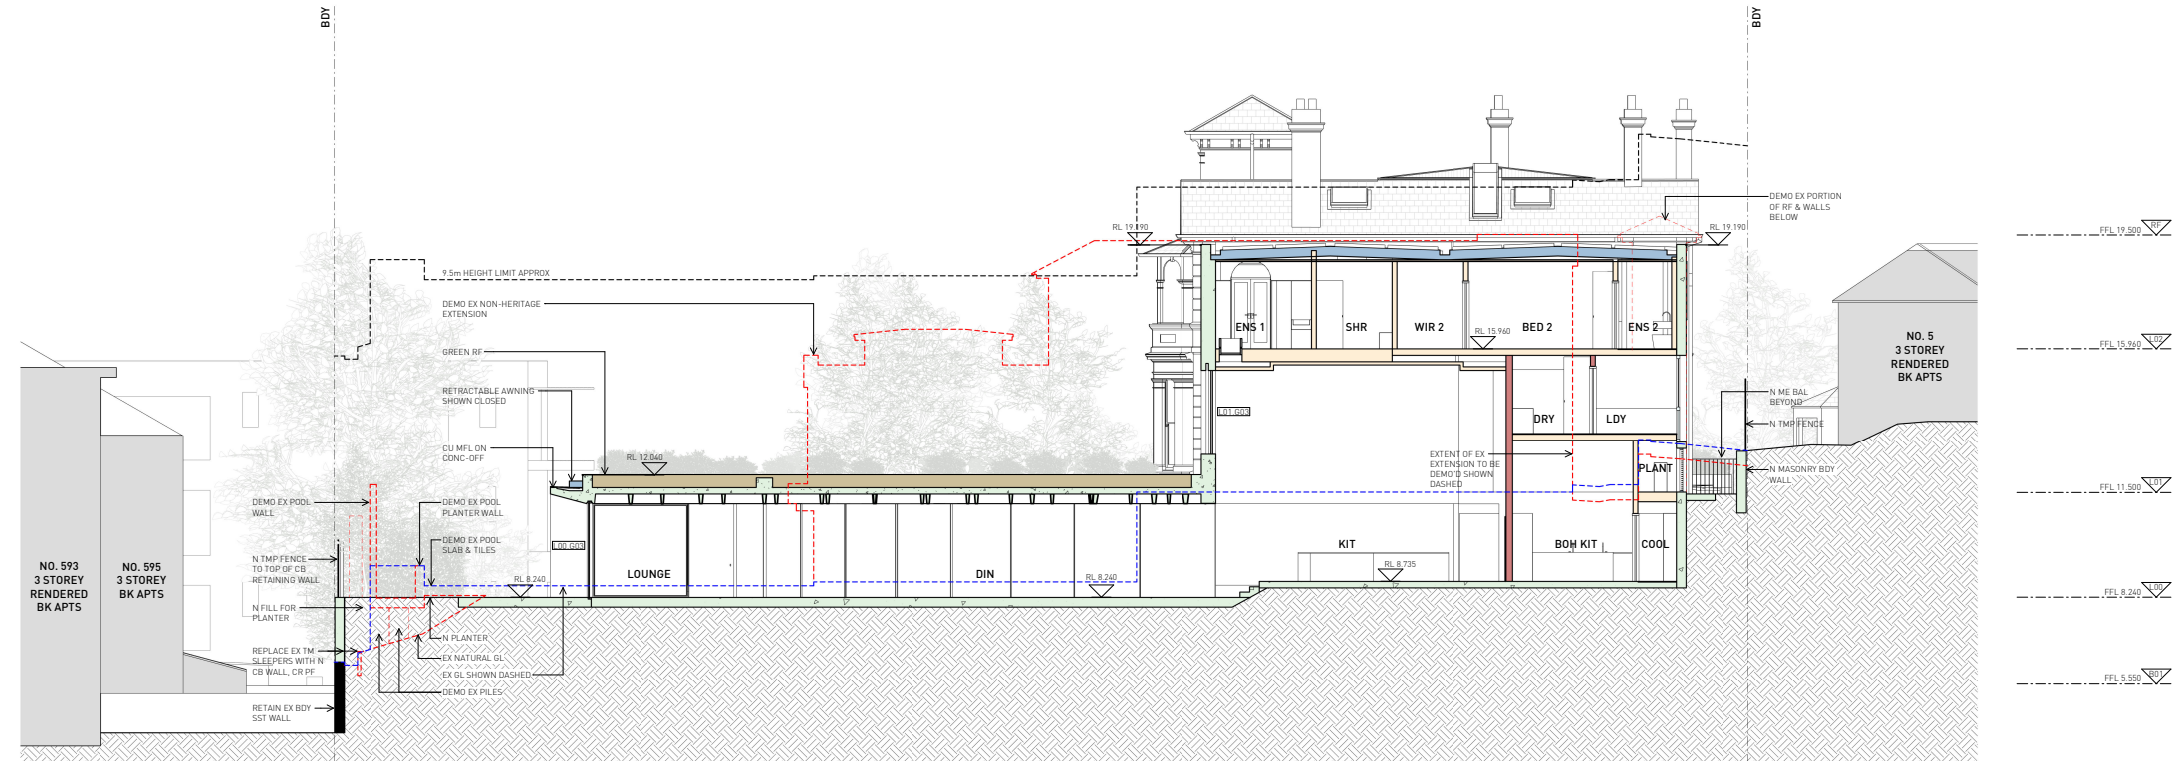 BDY
BDY
DEMO EX PORTION
OF RF & WALLS
BELOW
RL 19.190
RL 19.190
RF
FFL 19.500
9.5m HEIGHT LIMIT APPROX
DEMO EX NON-HERITAGE
EXTENSION
ENS 1
SHR
WIR 2
RL 15.960
BED 2
ENS 2
NO. 5
3 STOREY
RENDERED
BK APTS
L02
FFL 15.960
GREEN RF
RETRACTABLE AWNING
SHOWN CLOSED
N ME BAL
BEYOND
L01 G03
DRY
LDY
N TMP FENCE
CU MFL ON
CONC-OFF
RL 12.040
EXTENT OF EX
EXTENSION TO BE
DEMO'D SHOWN
DASHED
PLANT
N MASONRY BDY
WALL
L01
FFL 11.500
DEMO EX POOL
WALL
DEMO EX POOL
PLANTER WALL
DEMO EX POOL
SLAB & TILES
L00 G03
KIT
BOH KIT
COOL
N TMP FENCE
TO TOP OF CB
RETAINING WALL
NO. 593
3 STOREY
RENDERED
BK APTS
NO. 595
3 STOREY
BK APTS
RL 8.240
LOUNGE
DIN
RL 8.240
RL 8.735
L00
FFL 8.240
N FILL FOR
PLANTER
N PLANTER
REPLACE EX TM
SLEEPERS WITH N
CB WALL, CR PF
EX NATURAL GL
EX GL SHOWN DASHED
DEMO EX PILES
B01
FFL 5.550
RETAIN EX BDY
SST WALL